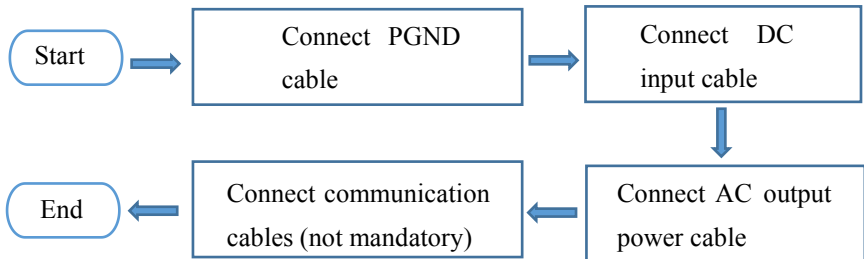 Start
Connect PGND
cable
Connect DC
input cable
Connect AC output
power cable
Connect communication
cables (not mandatory)
End